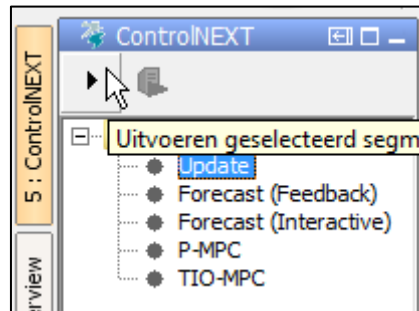 ControlNEXT
5 : ControlNEXT
Uitvoeren geselecteerd segm
Update
Forecast (Feedback)
Forecast (Interactive)
P-MPC
TIO-MPC
rview